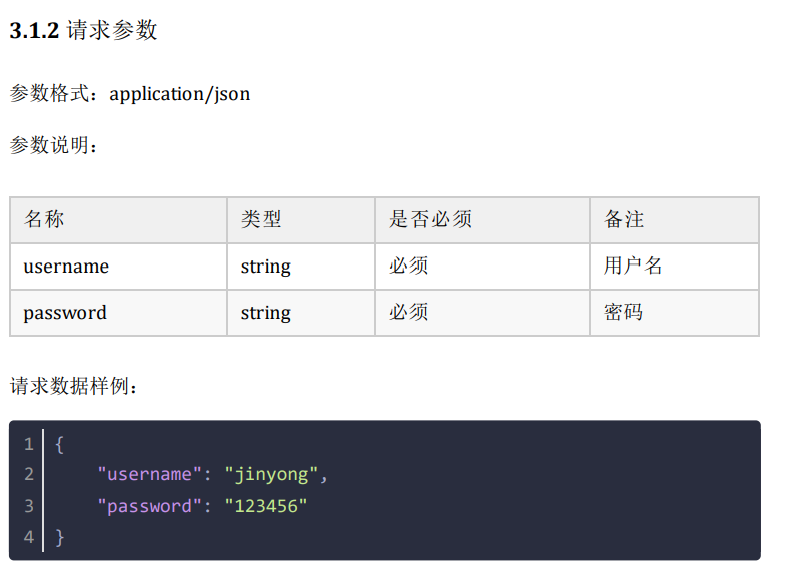 3.1.2 请求参数
参数格式：application/json
参数说明：
名称 类型 是否必须 备注
username string 必须 用户名
password string 必须 密码
请求数据样例：
1 {
2 "username": "jinyong",
3 "password": "123456"
4 }